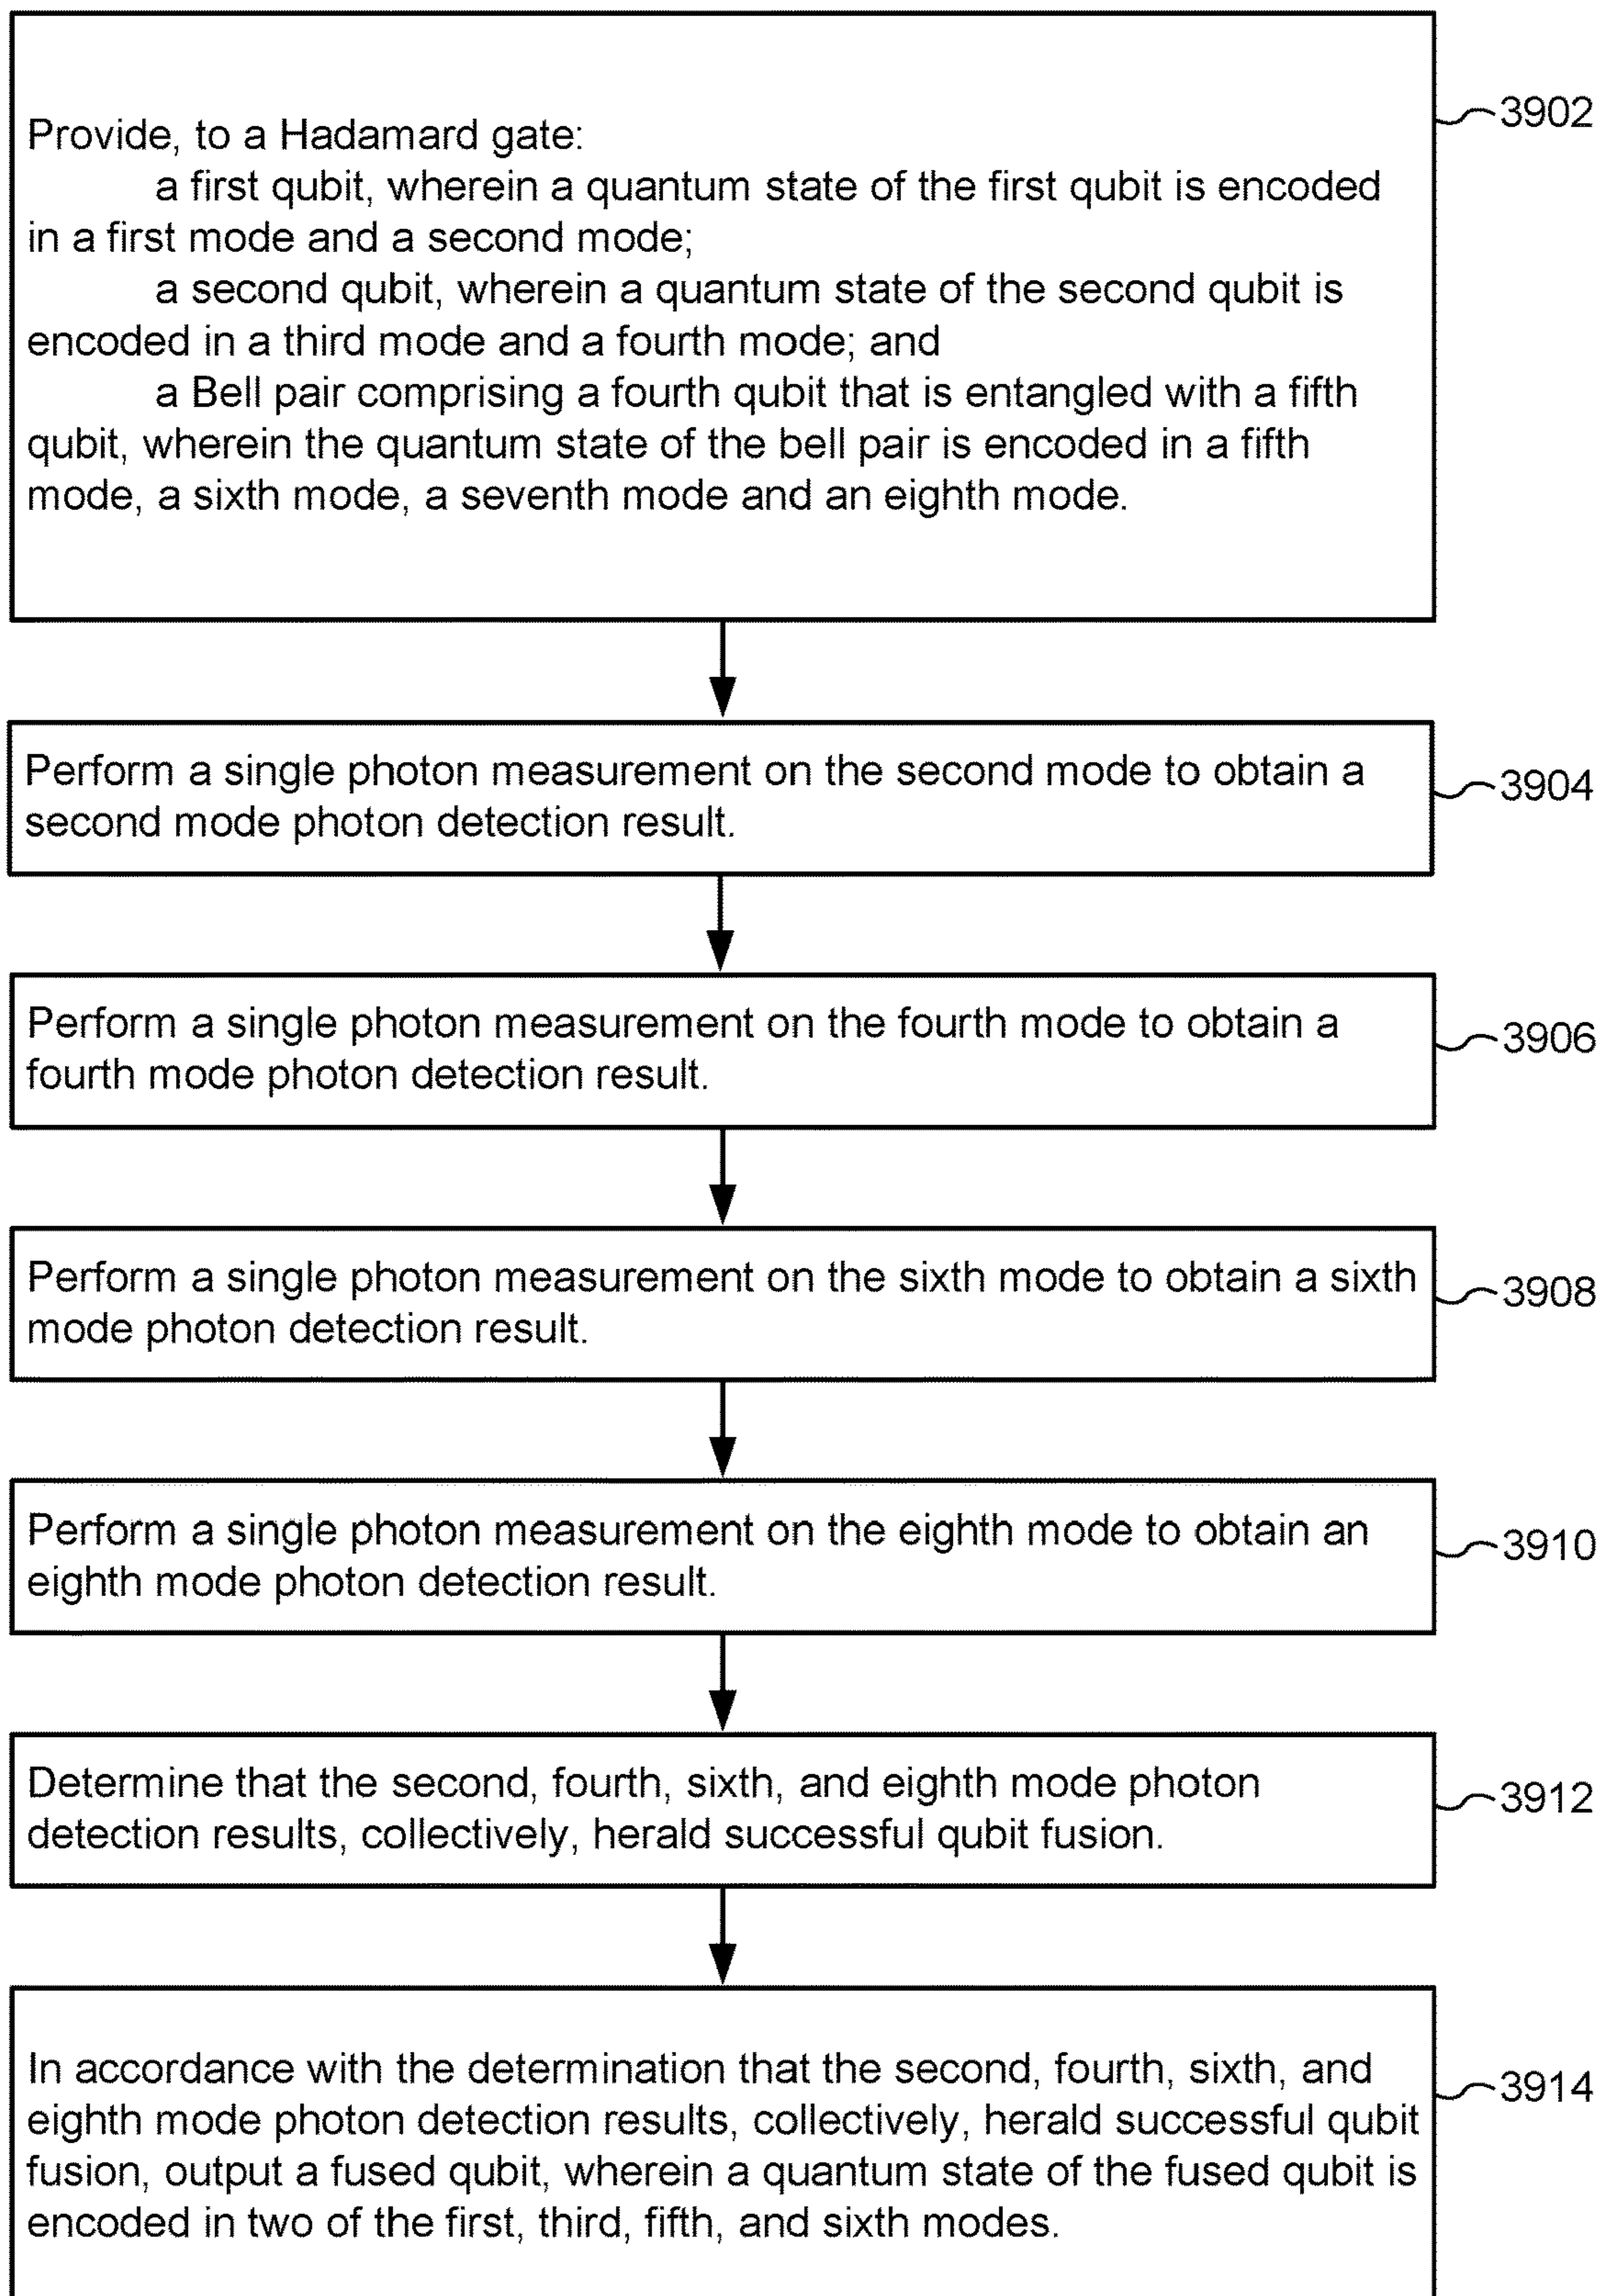 Provide, to a Hadamard gate:
a first qubit, wherein a quantum state of the first qubit is encoded
in a first mode and a second mode;
a second qubit, wherein a quantum state of the second qubit is
encoded in a third mode and a fourth mode; and
a Bell pair comprising a fourth qubit that is entangled with a fifth
qubit, wherein the quantum state of the bell pair is encoded in a fifth
mode, a sixth mode, a seventh mode and an eighth mode.
3902
Perform a single photon measurement on the second mode to obtain a
second mode photon detection result.
3904
Perform a single photon measurement on the fourth mode to obtain a
fourth mode photon detection result.
3906
Perform a single photon measurement on the sixth mode to obtain a sixth
mode photon detection result.
3908
Perform a single photon measurement on the eighth mode to obtain an
eighth mode photon detection result.
3910
Determine that the second, fourth, sixth, and eighth mode photon
detection results, collectively, herald successful qubit fusion.
3912
In accordance with the determination that the second, fourth, sixth, and
eighth mode photon detection results, collectively, herald successful qubit
fusion, output a fused qubit, wherein a quantum state of the fused qubit is
encoded in two of the first, third, fifth, and sixth modes.
3914